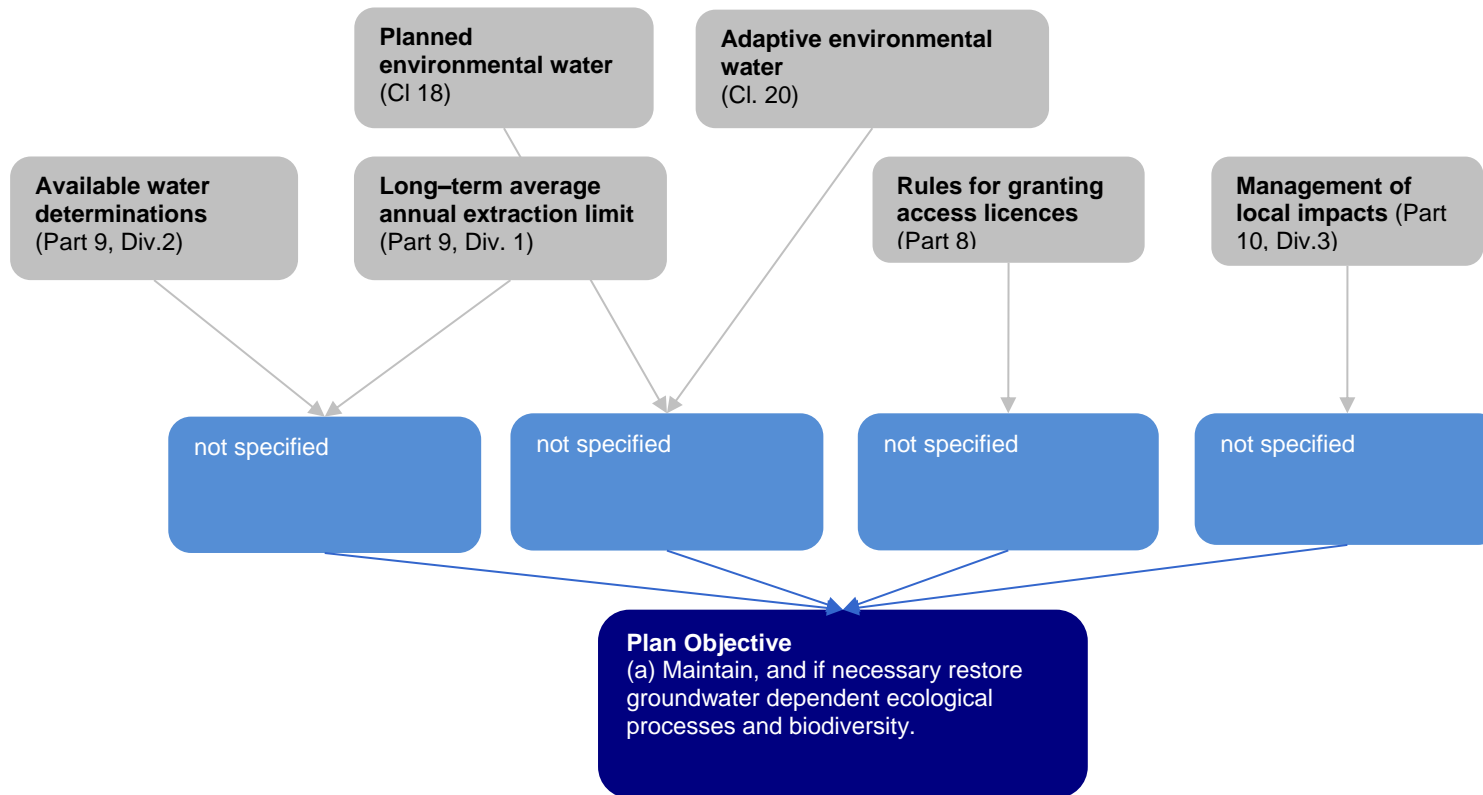 Planned
environmental water
(Cl 18)
Adaptive environmental
water
(Cl. 20)
Available water
determinations
(Part 9, Div.2)
Long–term average
annual extraction limit
(Part 9, Div. 1)
Rules for granting
access licences
(Part 8)
Management of
local impacts (Part
10, Div.3)
not specified
not specified
not specified
not specified
Plan Objective
(a) Maintain, and if necessary restore
groundwater dependent ecological
processes and biodiversity.